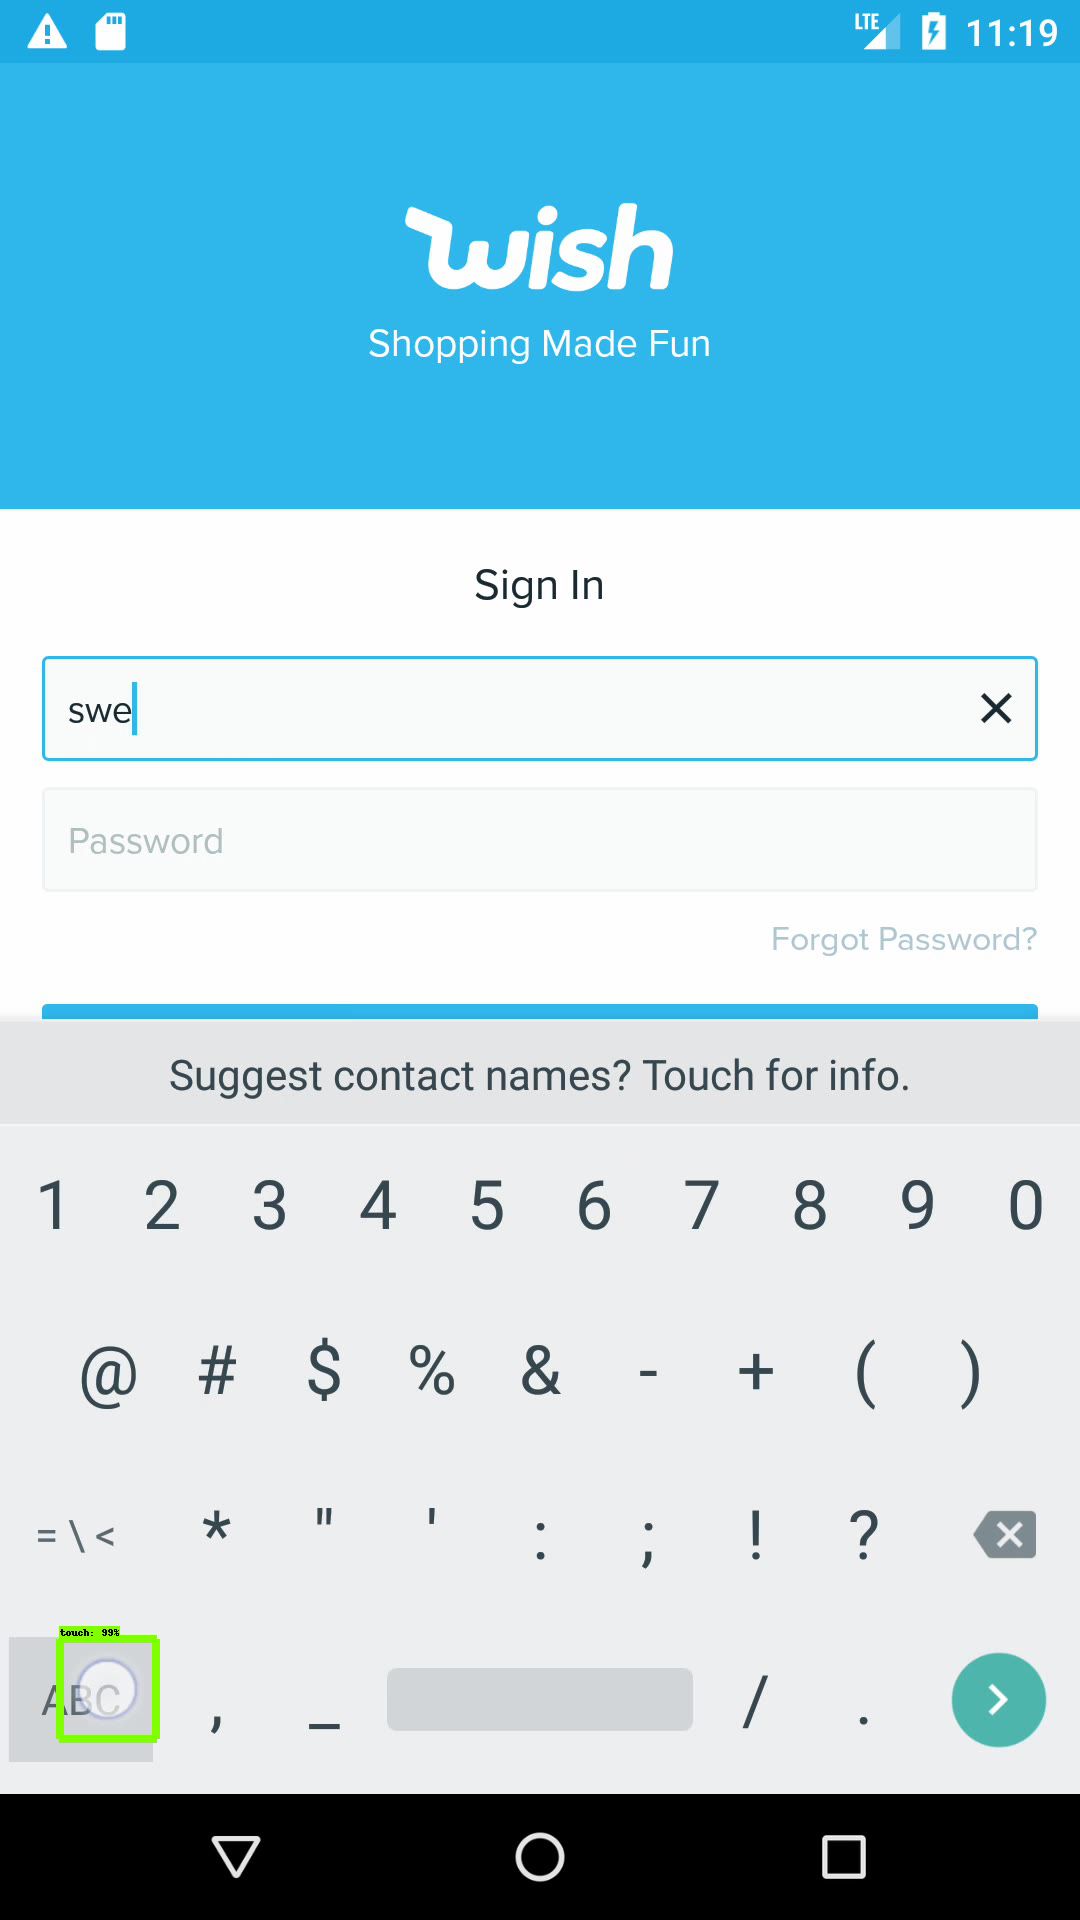 LTE 11:19
wish
Shopping Made Fun
Sign In
swe
Password
Forgot Password?
Suggest contact names? Touch for info.
1 2 3 4 5 6 7 8 9 0
@ # $ % & - + ( )
= \ < * " ' : ; ! ?
touch: 99%
ABC , _ / .